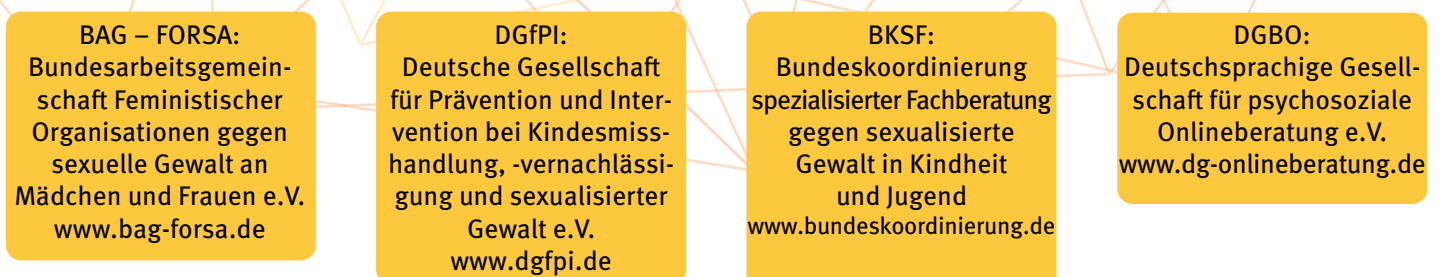 BAG – FORSA:
Bundesarbeitsgemein-
schaft Feministischer
Organisationen gegen
sexuelle Gewalt an
Mädchen und Frauen e.V.
www.bag-forsa.de
DGfPI:
Deutsche Gesellschaft
für Prävention und Inter-
vention bei Kindesmiss-
handlung, -vernachlässi-
gung und sexualisierter
Gewalt e.V.
www.dgfpi.de
BKSF:
Bundeskoordinierung
spezialisierter Fachberatung
gegen sexualisierte
Gewalt in Kindheit
und Jugend
www.bundeskoordinierung.de
DGBO:
Deutschsprachige Gesell-
schaft für psychosoziale
Onlineberatung e.V.
www.dg-onlineberatung.de